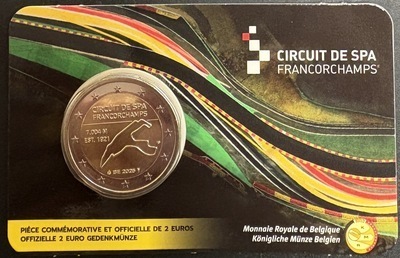 CIRCUIT DE SPA
FRANCORCHAMPS
CIRCUIT DE SPA
FRANCORCHAMPS
7,004 M
EST. 1921
BE 2025
PIÈCE COMMÉMORATIVE ET OFFICIELLE DE 2 EUROS
OFFIZIELLE 2 EURO GEDENKMÜNZE
Monnaie Royale de Belgique
Königliche Münze Belgien